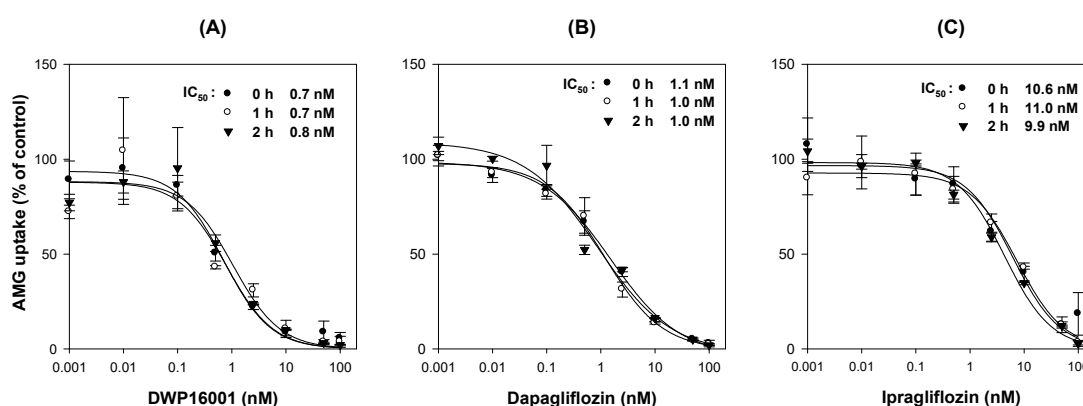 (A)
150
100
50
0
AMG uptake (% of control)
IC50 : ● 0 h 0.7 nM
○ 1 h 0.7 nM
▼ 2 h 0.8 nM
0.001 0.01 0.1 1 10 100
DWP16001 (nM)
(B)
150
100
50
0
IC50 : ● 0 h 1.1 nM
○ 1 h 1.0 nM
▼ 2 h 1.0 nM
0.001 0.01 0.1 1 10 100
Dapagliflozin (nM)
(C)
150
100
50
0
IC50 : ● 0 h 10.6 nM
○ 1 h 11.0 nM
▼ 2 h 9.9 nM
0.001 0.01 0.1 1 10 100
Ipragliflozin (nM)